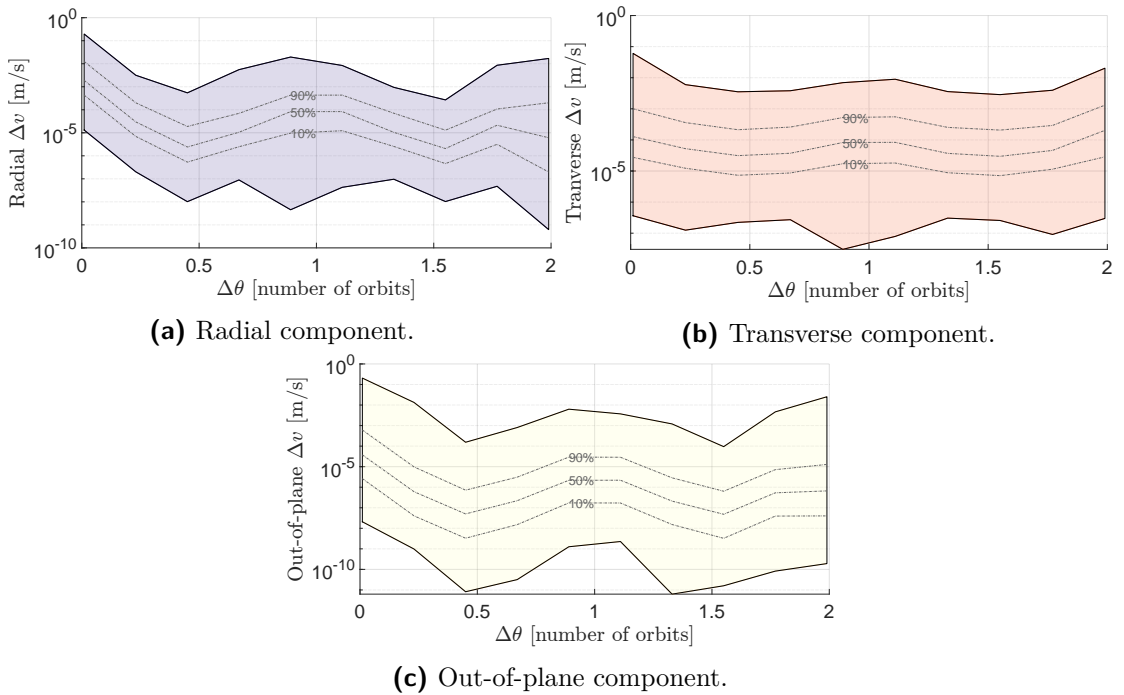 Radial Δv [m/s]
10^0
10^-5
10^-10
90%
50%
10%
0 0.5 1 1.5 2
Δθ [number of orbits]
(a) Radial component.
Tranverse Δv [m/s]
10^0
10^-5
90%
50%
10%
0 0.5 1 1.5 2
Δθ [number of orbits]
(b) Transverse component.
Out-of-plane Δv [m/s]
10^0
10^-5
10^-10
90%
50%
10%
0 0.5 1 1.5 2
Δθ [number of orbits]
(c) Out-of-plane component.